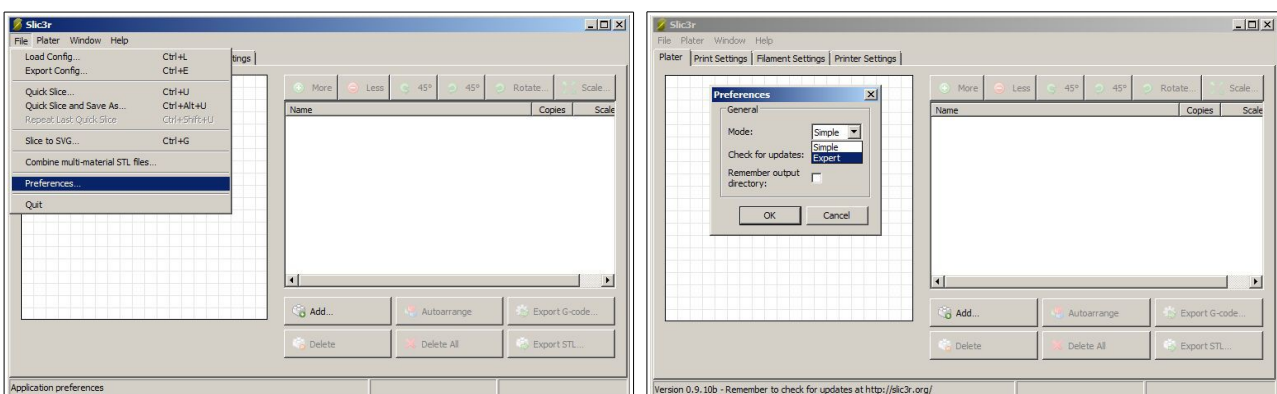 Slic3r
File Plater Window Help
Load Config... Ctrl+L
Export Config... Ctrl+E
Quick Slice... Ctrl+U
Quick Slice and Save As... Ctrl+Alt+U
Repeat Last Quick Slice Ctrl+Shift+U
Slice to SVG... Ctrl+G
Combine multi-material STL files...
Preferences...
Quit
tings
More Less 45° 45° Rotate... Scale...
Name Copies Scale
Add... Autoarrange Export G-code...
Delete Delete All Export STL...
Application preferences
Slic3r
File Plater Window Help
Plater Print Settings Filament Settings Printer Settings
More Less 45° 45° Rotate... Scale...
Name Copies Scale
Preferences
General
Mode: Simple
Simple
Check for updates: Expert
Remember output
directory:
OK Cancel
Add... Autoarrange Export G-code...
Delete Delete All Export STL...
Version 0.9.10b - Remember to check for updates at http://slic3r.org/